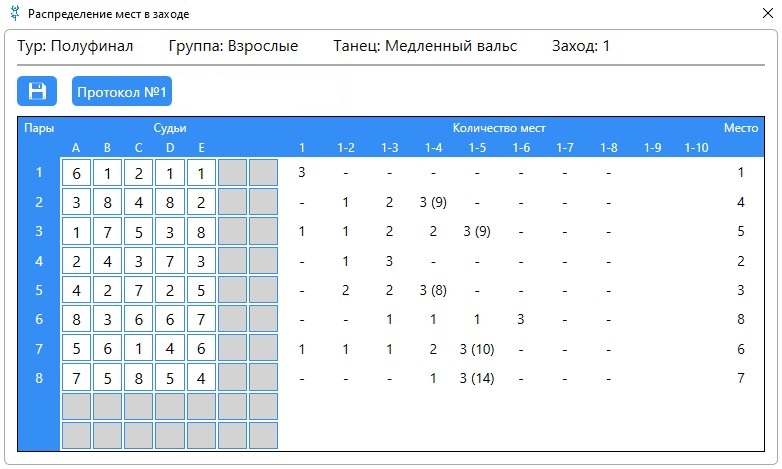 Распределение мест в заходе
Тур: Полуфинал Группа: Взрослые Танец: Медленный вальс Заход: 1
Протокол №1
Пары Судьи Количество мест Место
A B C D E 1 1-2 1-3 1-4 1-5 1-6 1-7 1-8 1-9 1-10
1 6 1 2 1 1 3 - - - - - - - 1
2 3 8 4 8 2 - 1 2 3 (9) - - - - 4
3 1 7 5 3 8 1 1 2 2 3 (9) - - - 5
4 2 4 3 7 3 - 1 3 - - - - - 2
5 4 2 7 2 5 - 2 2 3 (8) - - - - 3
6 8 3 6 6 7 - - 1 1 1 3 - - 8
7 5 6 1 4 6 1 1 1 2 3 (10) - - - 6
8 7 5 8 5 4 - - - 1 3 (14) - - - 7